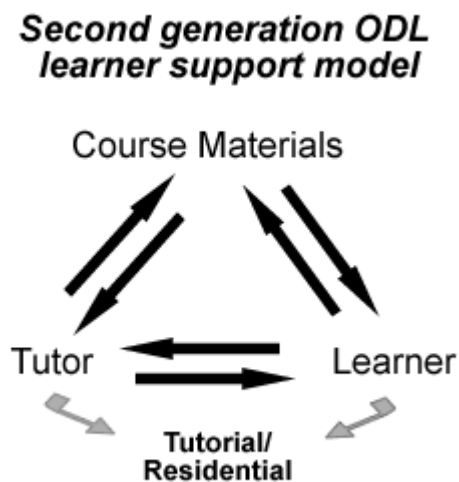 Second generation ODL
learner support model
Course Materials
Tutor
Learner
Tutorial/
Residential